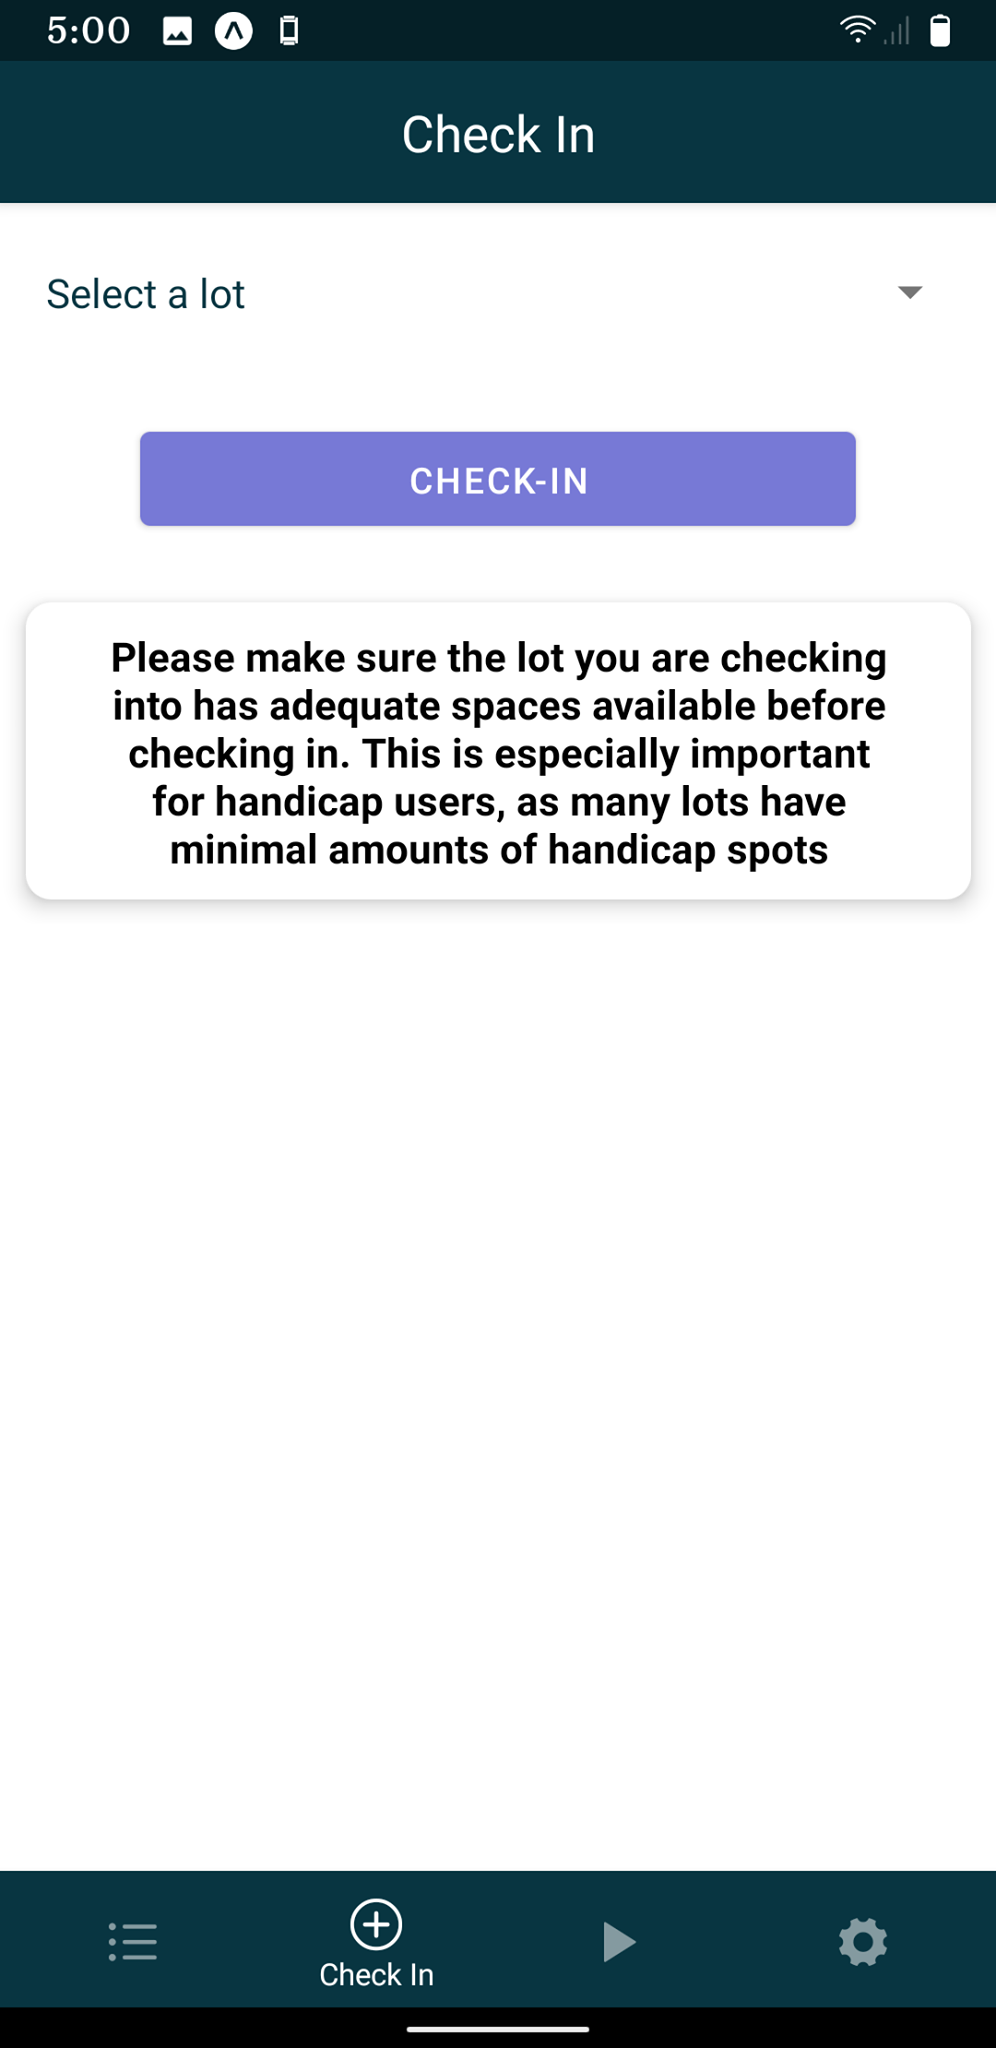 5:00
Check In
Select a lot
CHECK-IN
Please make sure the lot you are checking
into has adequate spaces available before
checking in. This is especially important
for handicap users, as many lots have
minimal amounts of handicap spots
Check In